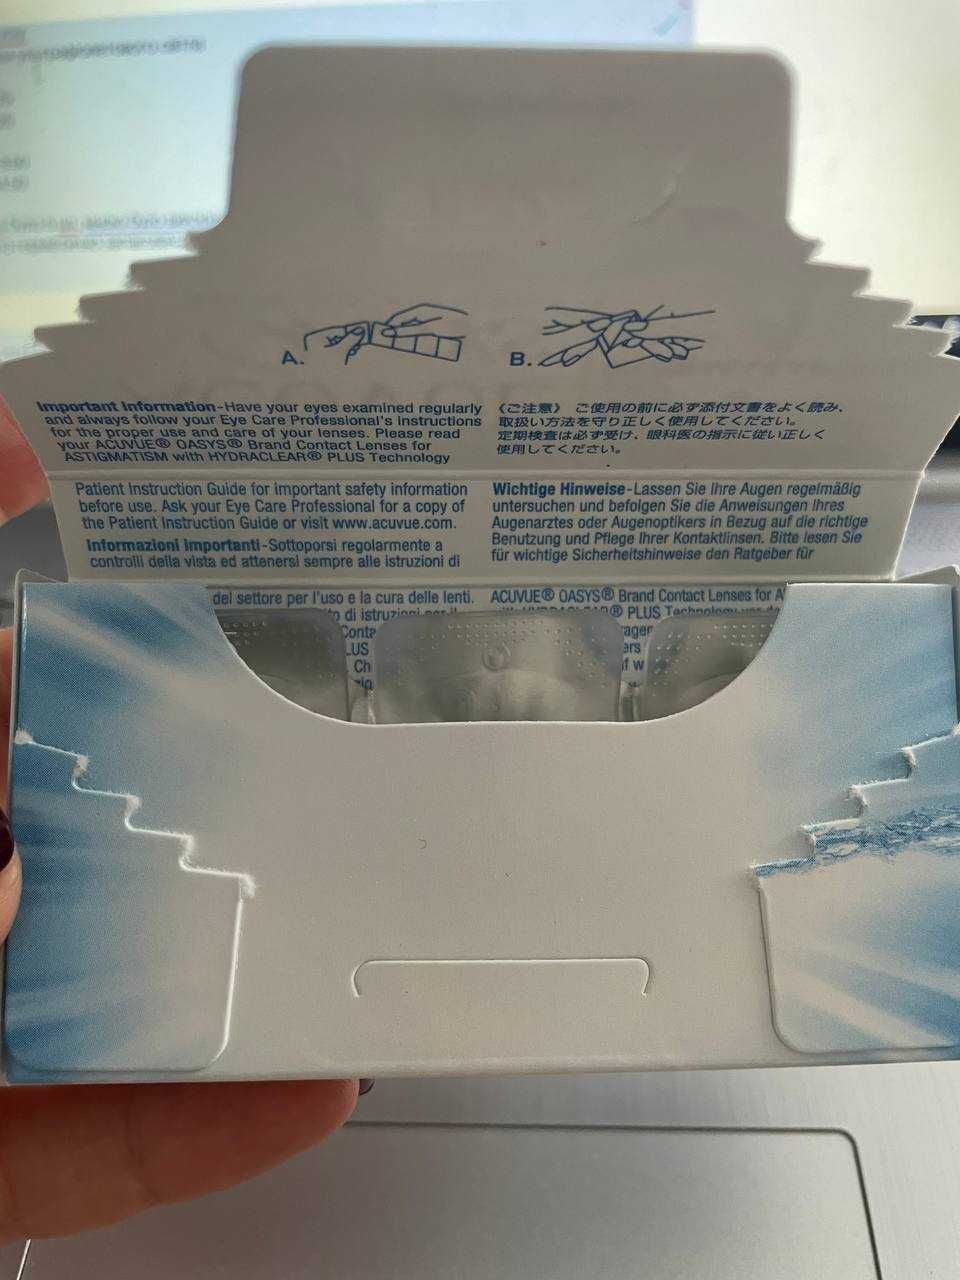 A.
B.
Important Information-Have your eyes examined regularly
and always follow your Eye Care Professional's instructions
for the proper use and care of your lenses. Please read
your ACUVUE® OASYS® Brand Contact Lenses for
ASTIGMATISM with HYDRACLEAR® PLUS Technology
Patient Instruction Guide for important safety information
before use. Ask your Eye Care Professional for a copy of
the Patient Instruction Guide or visit www.acuvue.com.
Informazioni importanti-Sottoporsi regolarmente a
controlli della vista ed attenersi sempre alle istruzioni di
del settore per l'uso e la cura delle lenti.
di istruzioni per il
Conta
LUS
Ch
《ご注意》 ご使用の前に必ず添付文書をよく読み、
取扱い方法を守り正しく使用してください。
定期検査は必ず受け、眼科医の指示に従い正しく
使用してください。
Wichtige Hinweise-Lassen Sie Ihre Augen regelmäßig
untersuchen und befolgen Sie die Anweisungen Ihres
Augenarztes oder Augenoptikers in Bezug auf die richtige
Benutzung und Pflege Ihrer Kontaktlinsen. Bitte lesen Sie
für wichtige Sicherheitshinweise den Ratgeber für
ACUVUE® OASYS® Brand Contact Lenses for A
PLUS Technology